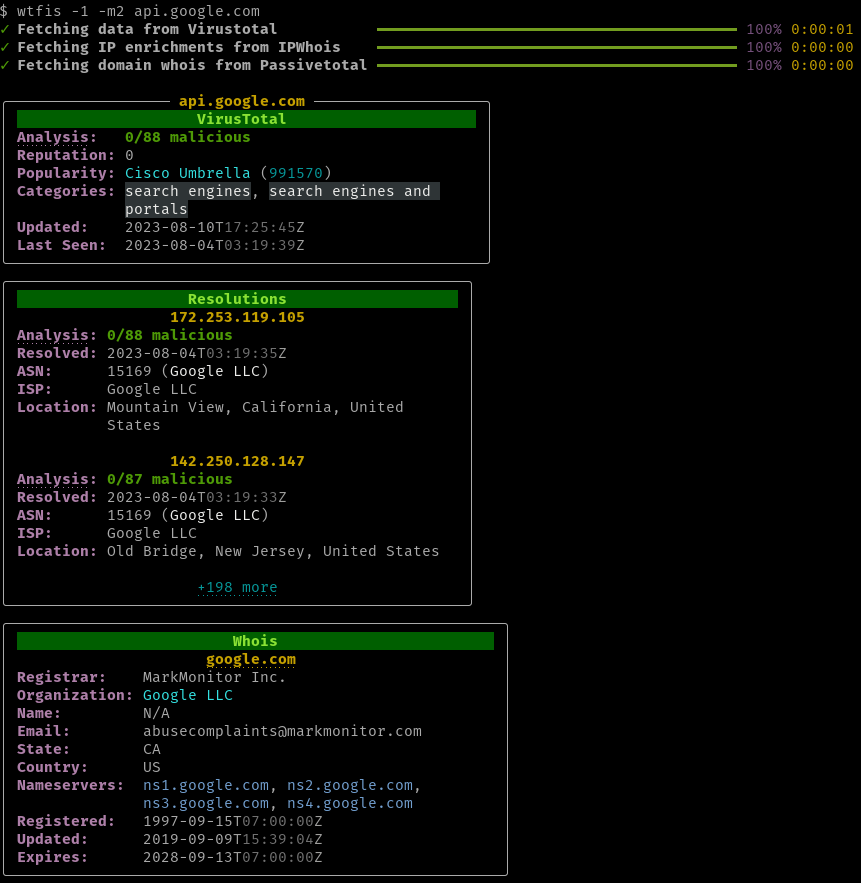 $ wtfis -1 -m2 api.google.com
✓ Fetching data from Virustotal 100% 0:00:01
✓ Fetching IP enrichments from IPWhois 100% 0:00:00
✓ Fetching domain whois from Passivetotal 100% 0:00:00
api.google.com
VirusTotal
Analysis: 0/88 malicious
Reputation: 0
Popularity: Cisco Umbrella (991570)
Categories: search engines, search engines and
portals
Updated: 2023-08-10T17:25:45Z
Last Seen: 2023-08-04T03:19:39Z
Resolutions
172.253.119.105
Analysis: 0/88 malicious
Resolved: 2023-08-04T03:19:35Z
ASN: 15169 (Google LLC)
ISP: Google LLC
Location: Mountain View, California, United
States
142.250.128.147
Analysis: 0/87 malicious
Resolved: 2023-08-04T03:19:33Z
ASN: 15169 (Google LLC)
ISP: Google LLC
Location: Old Bridge, New Jersey, United States
+198 more
Whois
google.com
Registrar: MarkMonitor Inc.
Organization: Google LLC
Name: N/A
Email: abusecomplaints@markmonitor.com
State: CA
Country: US
Nameservers: ns1.google.com, ns2.google.com,
ns3.google.com, ns4.google.com
Registered: 1997-09-15T07:00:00Z
Updated: 2019-09-09T15:39:04Z
Expires: 2028-09-13T07:00:00Z